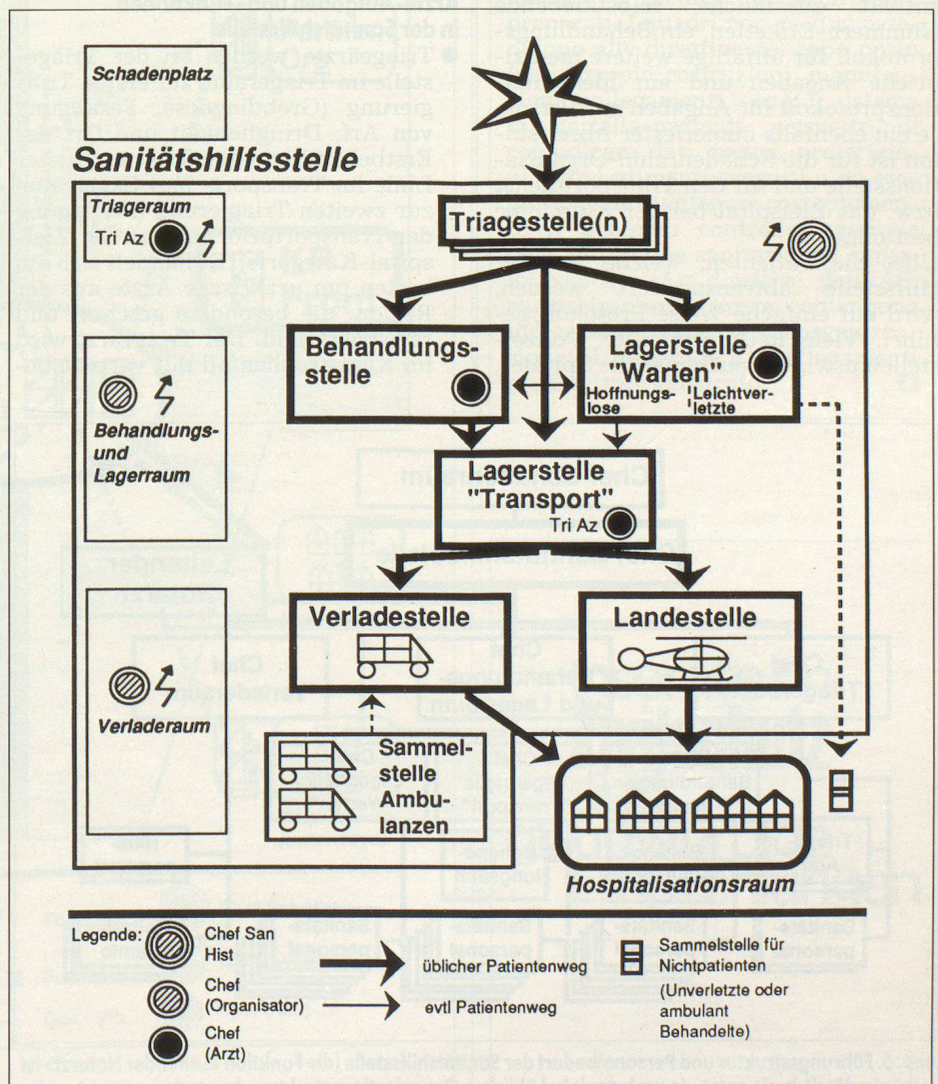 Schadenplatz
Sanitätshilfsstelle
Triageraum
Tri Az
Triagestelle(n)
Behandlungs-
stelle
Lagerstelle
"Warten"
Hoffnungs-
lose
Leichtver-
letzte
Behandlungs-
und
Lagerraum
Lagerstelle
"Transport"
Tri Az
Verladestelle
Landestelle
Verladeraum
Sammel-
stelle
Ambu-
lanzen
Hospitalisationsraum
Legende:
Chef San
Hist
Chef
(Organisator)
Chef
(Arzt)
üblicher Patientenweg
evtl Patientenweg
Sammelstelle für
Nichtpatienten
(Unverletzte oder
ambulant
Behandelte)